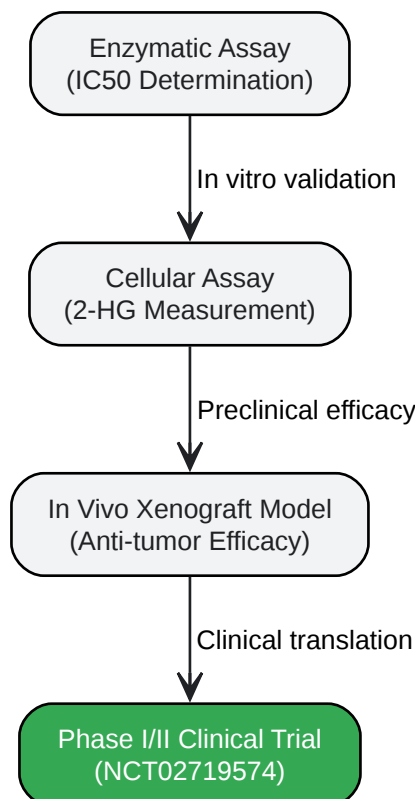 Enzymatic Assay
(IC50 Determination)
In vitro validation
Cellular Assay
(2-HG Measurement)
Preclinical efficacy
In Vivo Xenograft Model
(Anti-tumor Efficacy)
Clinical translation
Phase I/II Clinical Trial
(NCT02719574)